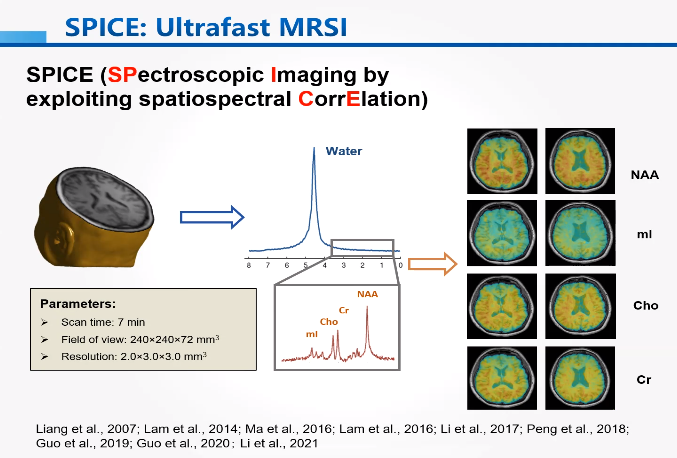 SPICE: Ultrafast MRSI
SPICE (SPectroscopic Imaging by
exploiting spatiospectral CorrElation)
Water
8 7 6 5 4 3 2 1 0
NAA
Cr
Cho
mI
Parameters:
➢ Scan time: 7 min
➢ Field of view: 240×240×72 mm³
➢ Resolution: 2.0×3.0×3.0 mm³
NAA
mI
Cho
Cr
Liang et al., 2007; Lam et al., 2014; Ma et al., 2016; Lam et al., 2016; Li et al., 2017; Peng et al., 2018;
Guo et al., 2019; Guo et al., 2020; Li et al., 2021